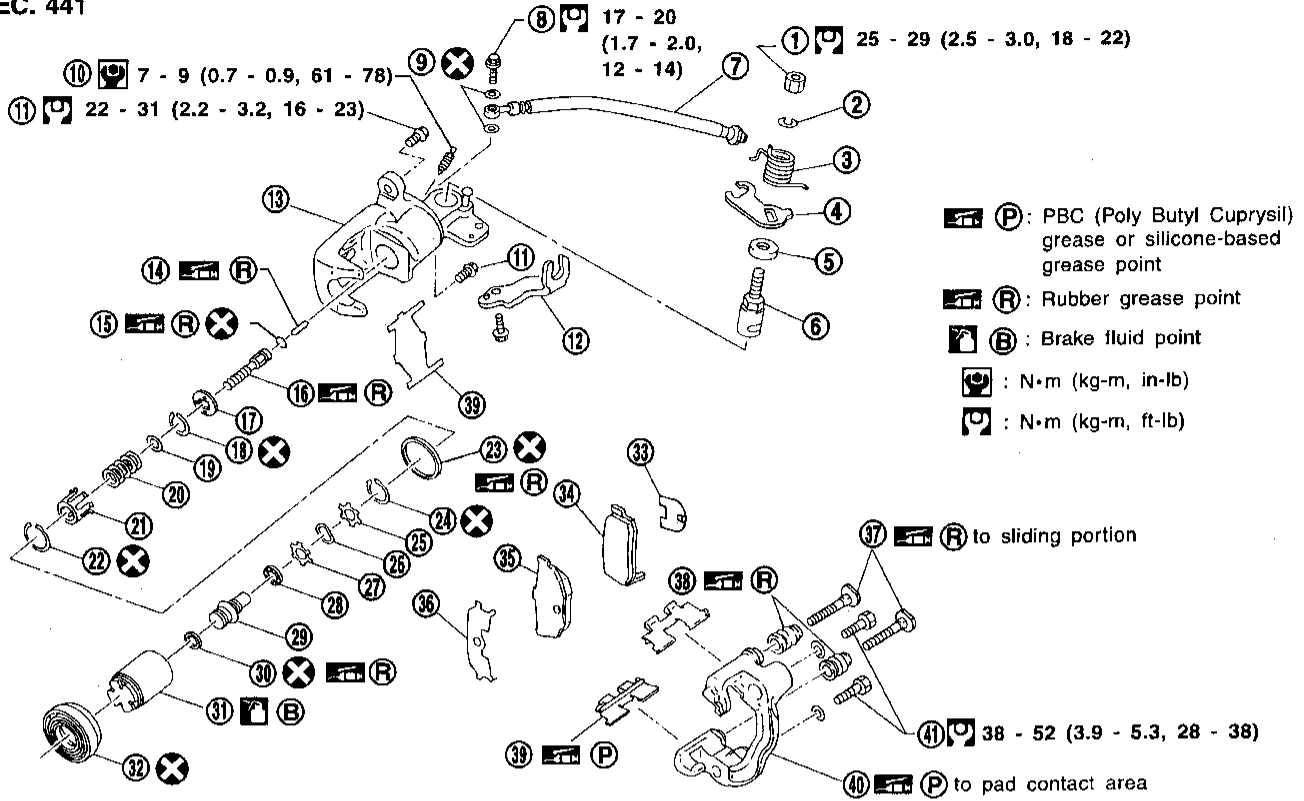 EC. 441
⑧ 17 - 20
(1.7 - 2.0,
12 - 14)
① 25 - 29 (2.5 - 3.0, 18 - 22)
⑩ 7 - 9 (0.7 - 0.9, 61 - 78)
⑨
⑦
②
⑪ 22 - 31 (2.2 - 3.2, 16 - 23)
③
⑬
④
Ⓟ: PBC (Poly Butyl Cuprysil)
grease or silicone-based
grease point
⑤
⑪
⑭ Ⓡ
Ⓡ: Rubber grease point
⑮ Ⓡ
⑥
⑫
Ⓑ : Brake fluid point
: N•m (kg-m, in-lb)
: N•m (kg-m, ft-lb)
⑯ Ⓡ
㊴
⑰
⑱
⑲
⑳
㉑
㉒
㉓
Ⓡ
㉔
㉕
㉖
㉗
㉘
㉙
㉚ Ⓡ
㉛ Ⓑ
㉜
㉝
㉞
㉟
㊱
㊲ Ⓡ to sliding portion
㊳ Ⓡ
㊴ Ⓟ
㊶ 38 - 52 (3.9 - 5.3, 28 - 38)
㊵ Ⓟ to pad contact area